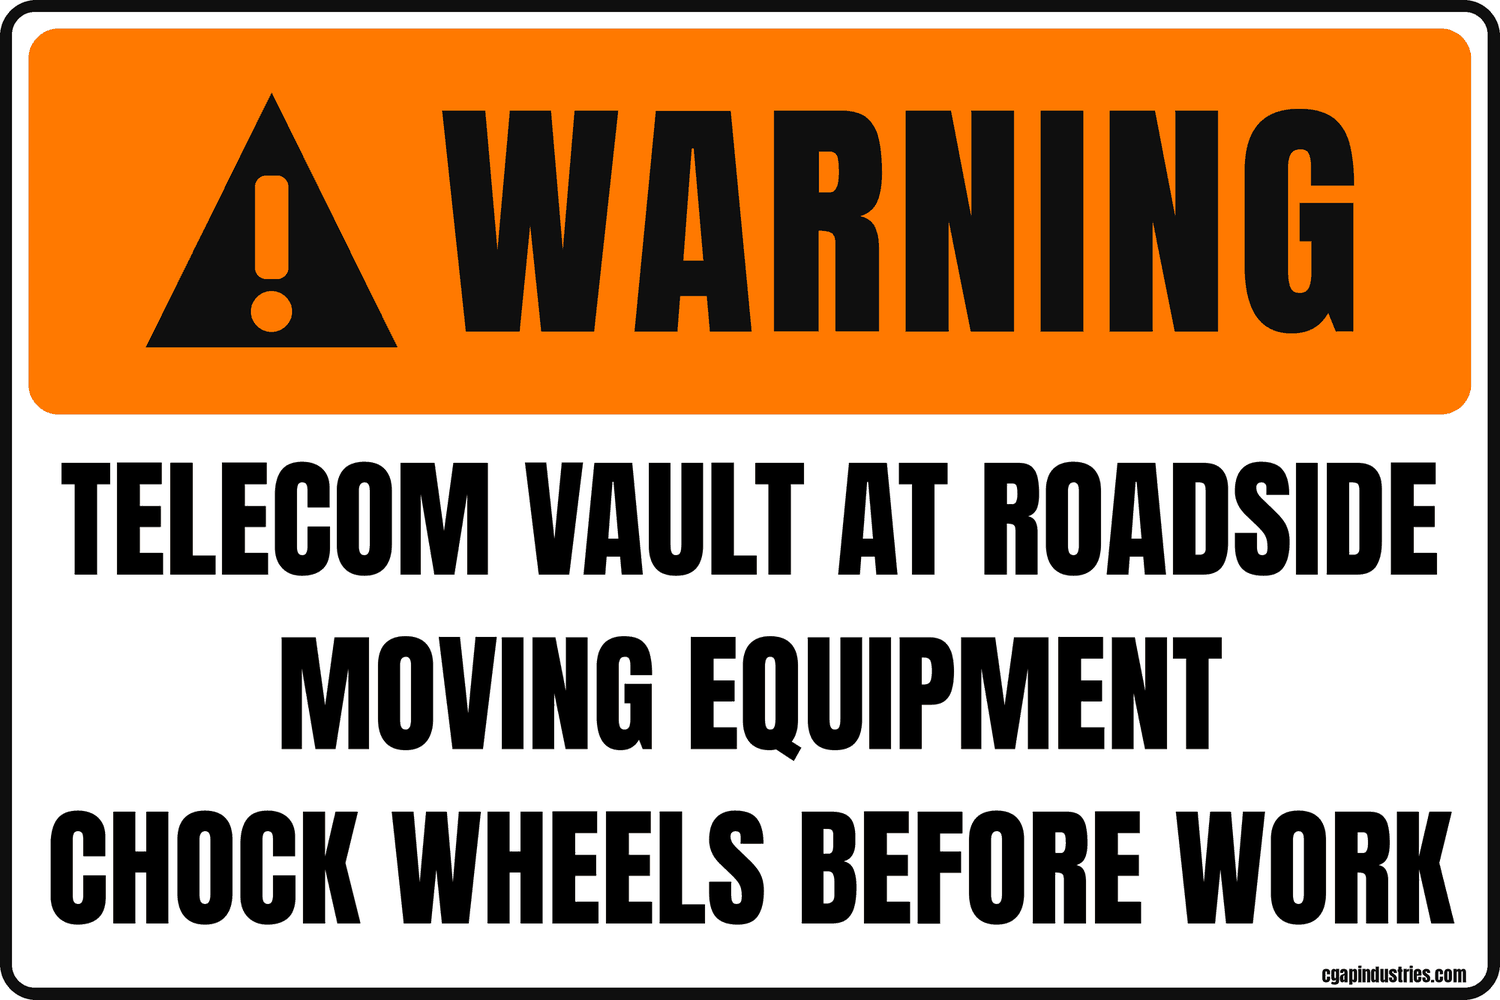 WARNING
TELECOM VAULT AT ROADSIDE
MOVING EQUIPMENT
CHOCK WHEELS BEFORE WORK
cgapindustries.com